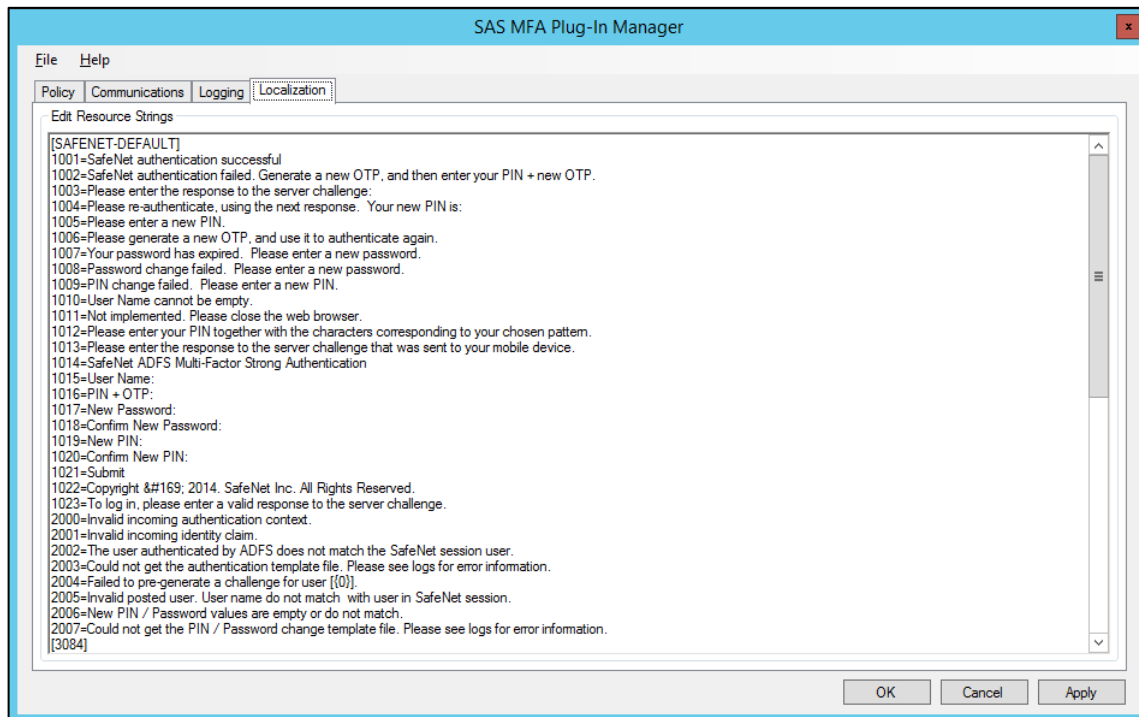 SAS MFA Plug-In Manager
x
File Help
Policy Communications Logging Localization
Edit Resource Strings
[SAFENET-DEFAULT]
1001=SafeNet authentication successful
1002=SafeNet authentication failed. Generate a new OTP, and then enter your PIN + new OTP.
1003=Please enter the response to the server challenge:
1004=Please re-authenticate, using the next response.  Your new PIN is:
1005=Please enter a new PIN.
1006=Please generate a new OTP, and use it to authenticate again.
1007=Your password has expired.  Please enter a new password.
1008=Password change failed.  Please enter a new password.
1009=PIN change failed.  Please enter a new PIN.
1010=User Name cannot be empty.
1011=Not implemented. Please close the web browser.
1012=Please enter your PIN together with the characters corresponding to your chosen pattern.
1013=Please enter the response to the server challenge that was sent to your mobile device.
1014=SafeNet ADFS Multi-Factor Strong Authentication
1015=User Name:
1016=PIN + OTP:
1017=New Password:
1018=Confirm New Password:
1019=New PIN:
1020=Confirm New PIN:
1021=Submit
1022=Copyright &#169; 2014. SafeNet Inc. All Rights Reserved.
1023=To log in, please enter a valid response to the server challenge.
2000=Invalid incoming authentication context.
2001=Invalid incoming identity claim.
2002=The user authenticated by ADFS does not match the SafeNet session user.
2003=Could not get the authentication template file. Please see logs for error information.
2004=Failed to pre-generate a challenge for user [{0}].
2005=Invalid posted user. User name do not match  with user in SafeNet session.
2006=New PIN / Password values are empty or do not match.
2007=Could not get the PIN / Password change template file. Please see logs for error information.
[3084]
OK Cancel Apply